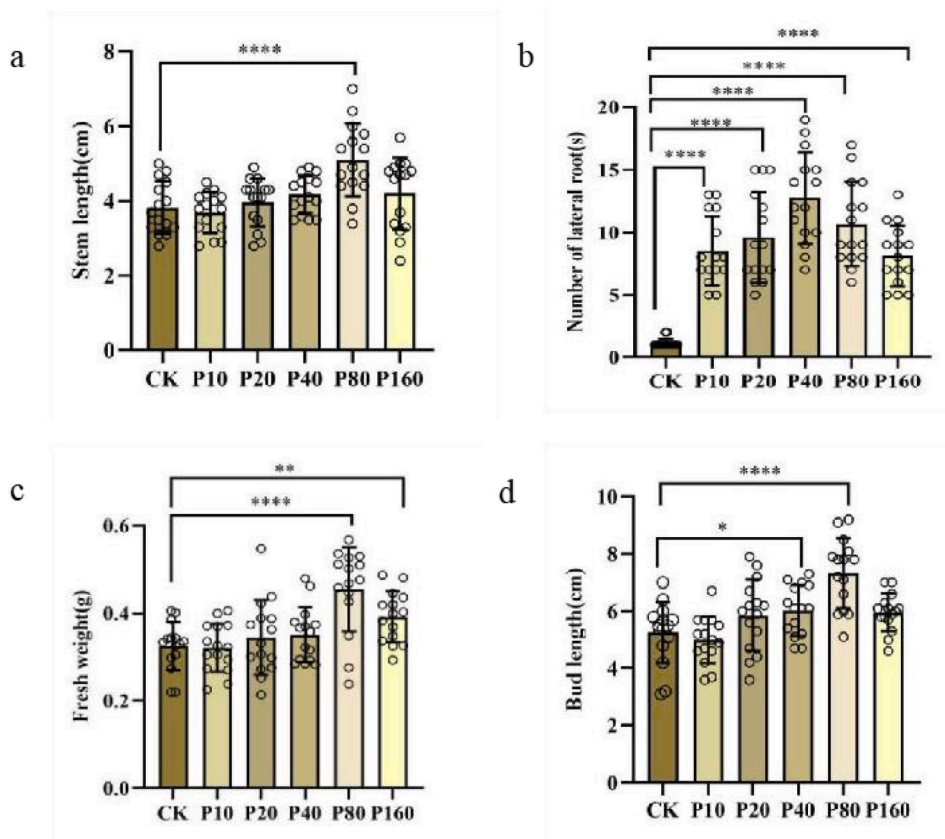 a
Stem length(cm)
8
6
4
2
0
****
CK P10 P20 P40 P80 P160
b
Number of lateral root(s)
20
15
10
5
0
****
****
****
****
****
CK P10 P20 P40 P80 P160
c
Fresh weight(g)
0.6
0.4
0.2
0.0
**
****
CK P10 P20 P40 P80 P160
d
Bud length(cm)
10
8
6
4
2
0
****
*
CK P10 P20 P40 P80 P160